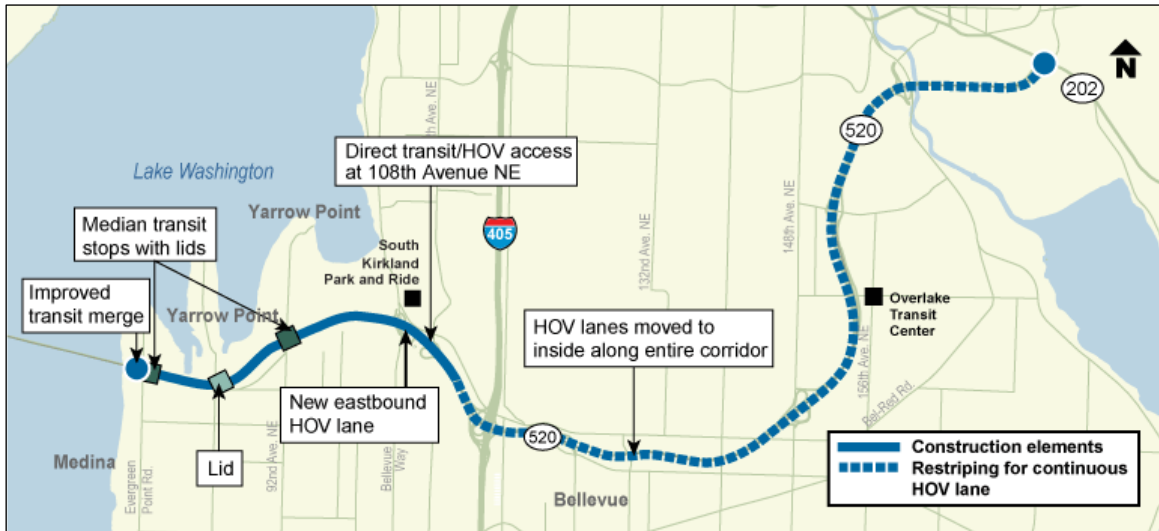 N
202
520
Direct transit/HOV access
at 108th Avenue NE
Lake Washington
Yarrow Point
Median transit
stops with lids
405
132nd Ave. NE
148th Ave. NE
South
Kirkland
Park and Ride
Improved
transit merge
Yarrow Point
Overlake
Transit
Center
HOV lanes moved to
inside along entire corridor
156th Ave. NE
Bel-Red Rd.
New eastbound
HOV lane
520
Lid
Medina
Evergreen
Point Rd.
92nd Ave. NE
Bellevue
Way
Bellevue
Construction elements
Restriping for continuous
HOV lane